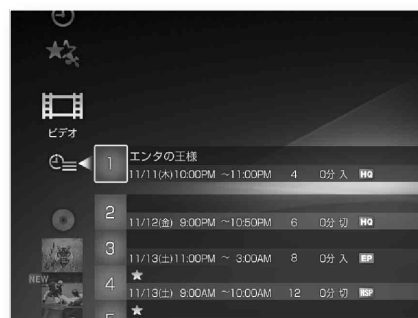 ビデオ
1
エンタの王様
11/11(木)10:00PM ~11:00PM 4 0分 入 HQ
2
11/12(金) 9:00PM ~10:50PM 6 0分 切 HQ
3
11/13(土)11:00PM ~ 3:00AM 8 0分 入 EP
★
NEW
4
11/13(土) 9:00AM ~10:00AM 12 0分 切 HSP
★
5